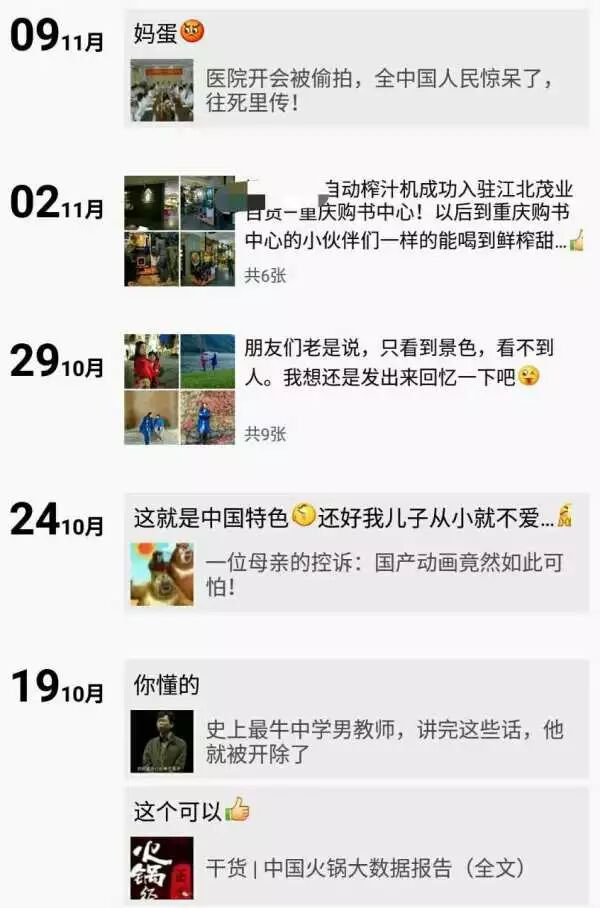 09 11月
妈蛋
医院开会被偷拍，全中国人民惊呆了，
往死里传！
02 11月
自动榨汁机成功入驻江北茂业
百货—重庆购书中心！以后到重庆购书
中心的小伙伴们一样的能喝到鲜榨甜...
共6张
29 10月
朋友们老是说，只看到景色，看不到
人。我想还是发出来回忆一下吧
共9张
24 10月
这就是中国特色还好我儿子从小就不爱...
一位母亲的控诉：国产动画竟然如此可
怕！
19 10月
你懂的
史上最牛中学男教师，讲完这些话，他
就被开除了
这个可以
火锅
干货 | 中国火锅大数据报告（全文）